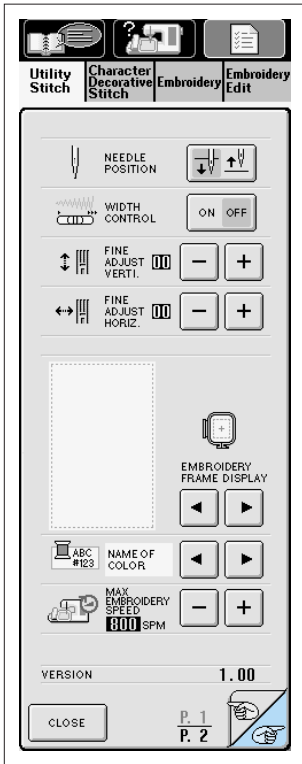 Utility
Stitch
Character
Decorative
Stitch
Embroidery
Embroidery
Edit
NEEDLE
POSITION
WIDTH
CONTROL
ON OFF
FINE
ADJUST 00
VERTI.
− +
FINE
ADJUST 00
HORIZ.
− +
EMBROIDERY
FRAME DISPLAY
ABC
#123
NAME OF
COLOR
MAX
EMBROIDERY
SPEED
800 SPM
− +
VERSION 1.00
CLOSE
P. 1
P. 2